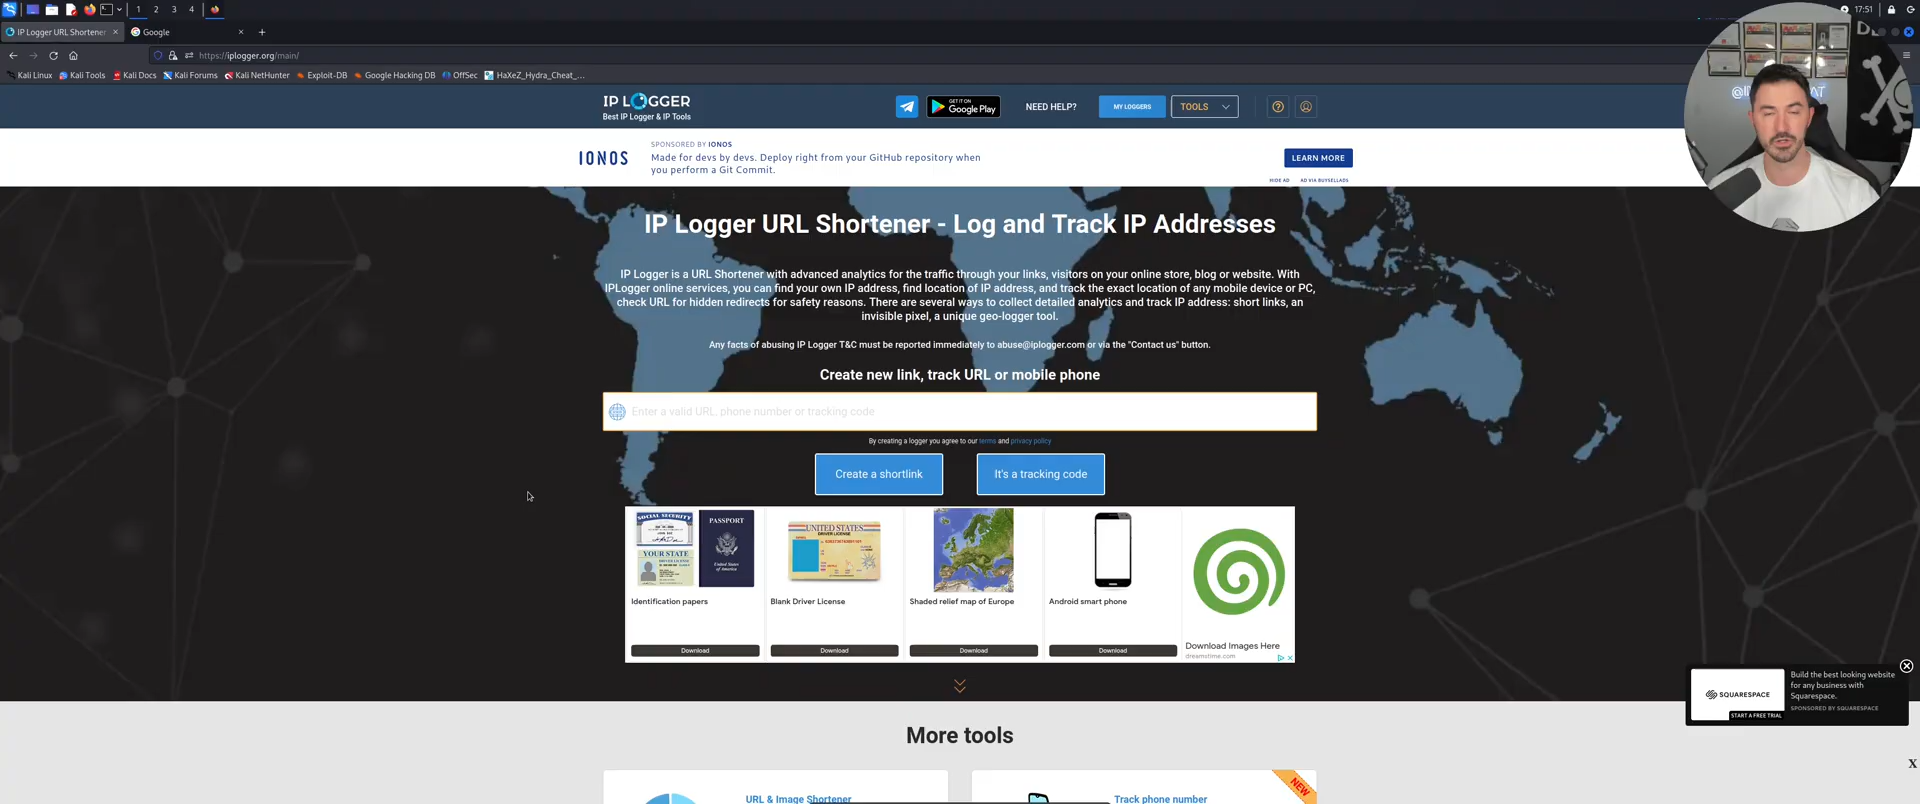 1 2 3 4
17:51
IP Logger URL Shortener
Google
https://iplogger.org/main/
Kali Linux Kali Tools Kali Docs Kali Forums Kali NetHunter Exploit-DB Google Hacking DB OffSec HaXeZ_Hydra_Cheat_...
IP LOGGER
Best IP Logger & IP Tools
GET IT ON
Google Play
NEED HELP?
MY LOGGERS
TOOLS
IONOS
SPONSORED BY IONOS
Made for devs by devs. Deploy right from your GitHub repository when
you perform a Git Commit.
LEARN MORE
HIDE AD AD VIA BUYSELLADS
IP Logger URL Shortener - Log and Track IP Addresses
IP Logger is a URL Shortener with advanced analytics for the traffic through your links, visitors on your online store, blog or website. With
IPLogger online services, you can find your own IP address, find location of IP address, and track the exact location of any mobile device or PC,
check URL for hidden redirects for safety reasons. There are several ways to collect detailed analytics and track IP address: short links, an
invisible pixel, a unique geo-logger tool.
Any facts of abusing IP Logger T&C must be reported immediately to abuse@iplogger.com or via the "Contact us" button.
Create new link, track URL or mobile phone
Enter a valid URL, phone number or tracking code
By creating a logger you agree to our terms and privacy policy
Create a shortlink
It's a tracking code
SOCIAL SECURITY
YOUR STATE
PASSPORT
United States
of America
UNITED STATES
DRIVER LICENSE
Identification papers
Blank Driver License
Shaded relief map of Europe
Android smart phone
Download Download Download Download
Download Images Here
dreamstime.com
SQUARESPACE
START A FREE TRIAL
Build the best looking website
for any business with
Squarespace.
SPONSORED BY SQUARESPACE
More tools
X
URL & Image Shortener
NEW
Track phone number